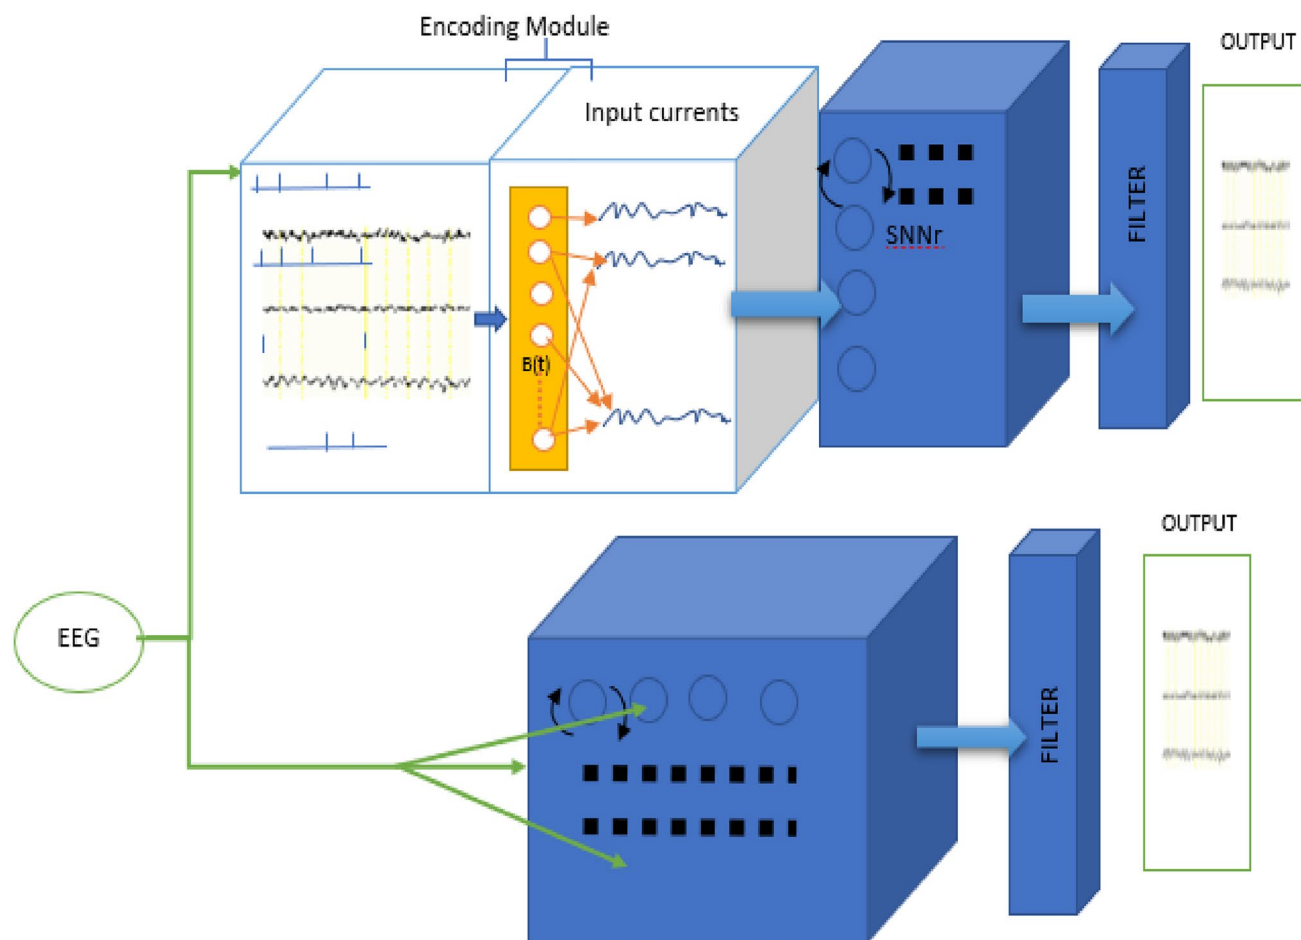 Encoding Module
OUTPUT
Input currents
SNNr
FILTER
B(t)
OUTPUT
EEG
FILTER